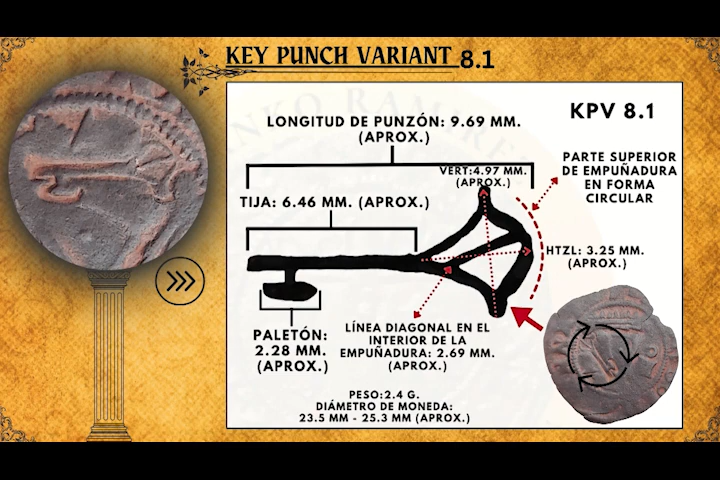 KEY PUNCH VARIANT 8.1
KPV 8.1
LONGITUD DE PUNZÓN: 9.69 MM.
(APROX.)
VERT:4.97 MM.
(APROX.)
PARTE SUPERIOR
DE EMPUÑADURA
EN FORMA
CIRCULAR
TIJA: 6.46 MM. (APROX.)
HTZL: 3.25 MM.
(APROX.)
PALETÓN:
2.28 MM.
(APROX.)
LÍNEA DIAGONAL EN EL
INTERIOR DE LA
EMPUÑADURA: 2.69 MM.
(APROX.)
PESO:2.4 G.
DIÁMETRO DE MONEDA:
23.5 MM - 25.3 MM (APROX.)